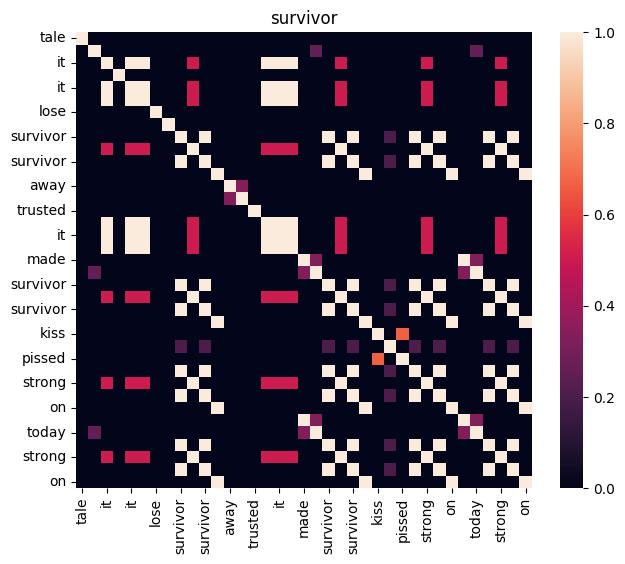 survivor
tale
it
it
lose
survivor
survivor
away
trusted
it
made
survivor
survivor
kiss
pissed
strong
on
today
strong
on
1.0
0.8
0.6
0.4
0.2
0.0
tale
it
it
lose
survivor
survivor
away
trusted
it
made
survivor
survivor
kiss
pissed
strong
on
today
strong
on